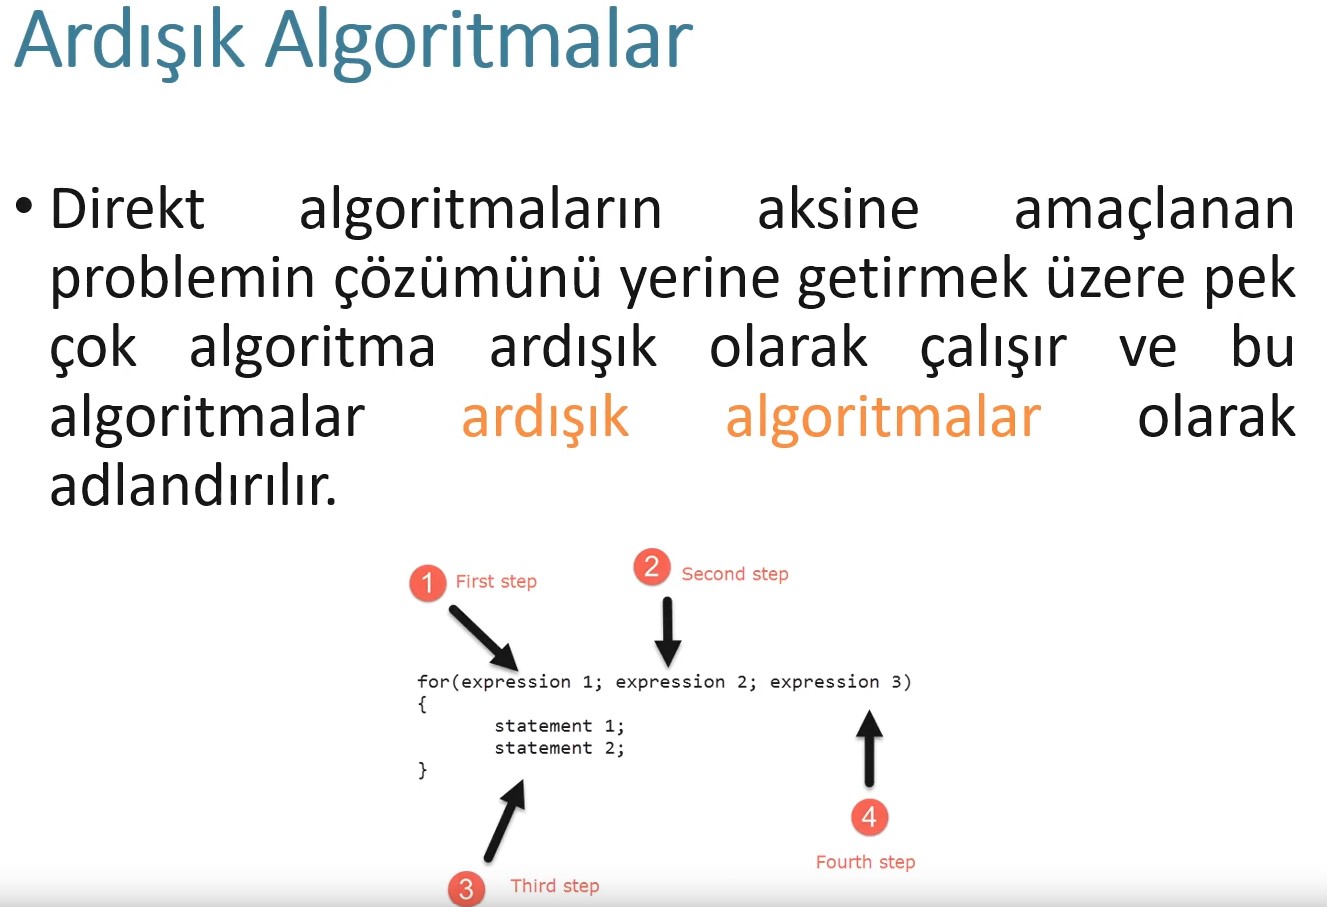 Ardışık Algoritmalar
• Direkt algoritmaların aksine amaçlanan
problemin çözümünü yerine getirmek üzere pek
çok algoritma ardışık olarak çalışır ve bu
algoritmalar ardışık algoritmalar olarak
adlandırılır.
1 First step
2 Second step
for(expression 1; expression 2; expression 3)
{
statement 1;
statement 2;
}
4
Fourth step
3 Third step